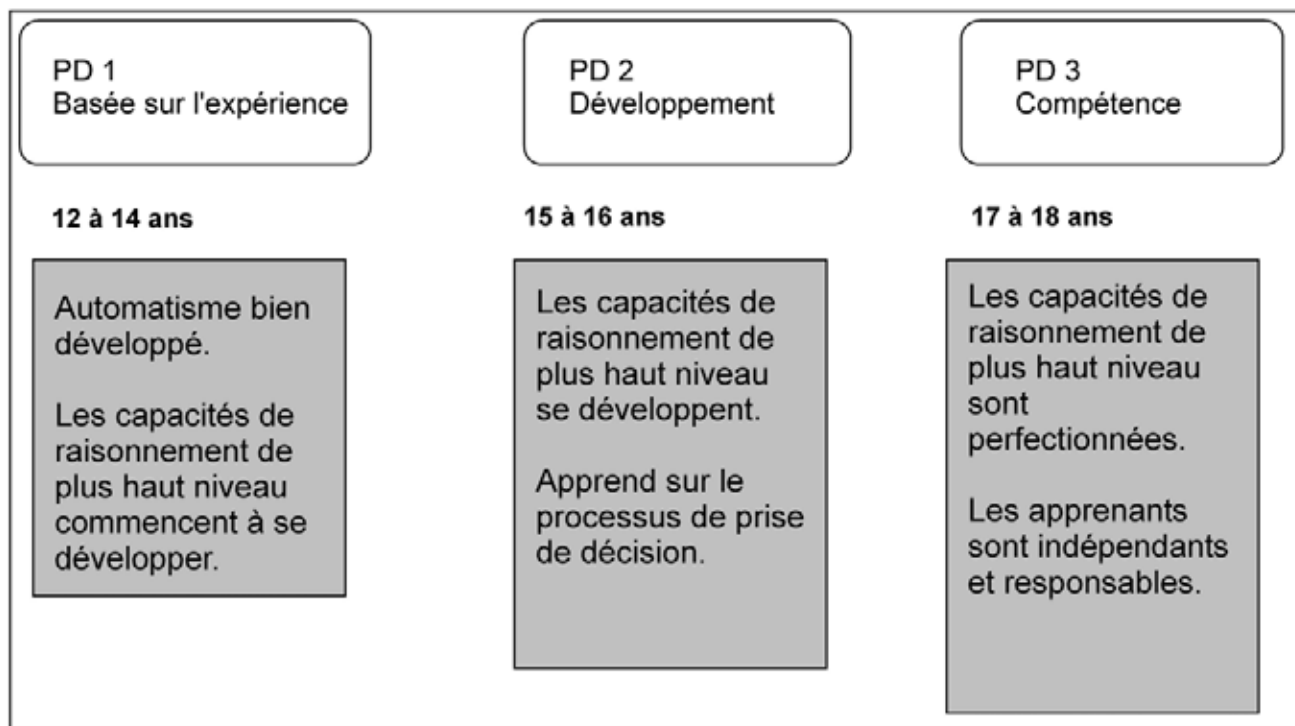 PD 1
Basée sur l'expérience
PD 2
Développement
PD 3
Compétence
12 à 14 ans
15 à 16 ans
17 à 18 ans
Automatisme bien
développé.
Les capacités de
raisonnement de
plus haut niveau
commencent à se
développer.
Les capacités de
raisonnement de
plus haut niveau
se développent.
Apprend sur le
processus de prise
de décision.
Les capacités de
raisonnement de
plus haut niveau
sont
perfectionnées.
Les apprenants
sont indépendants
et responsables.